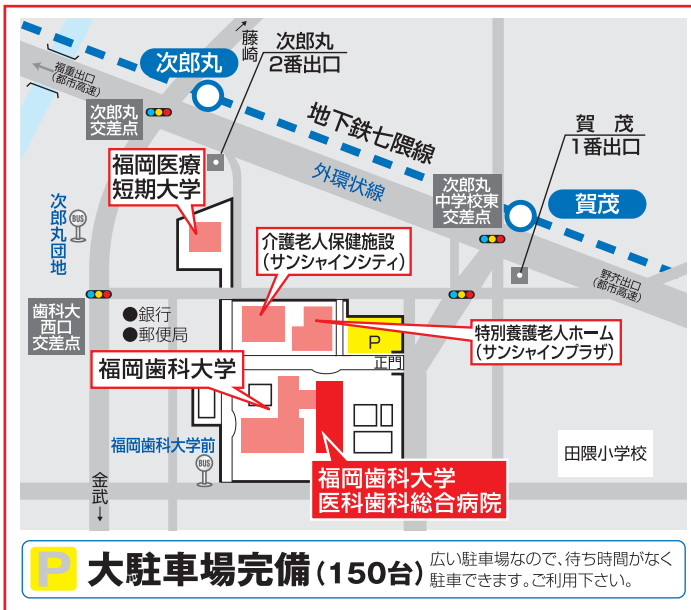 藤崎
次郎丸
2番出口
福重出口
(都市高速)
次郎丸
次郎丸
交差点
地下鉄七隈線
賀 茂
1番出口
福岡医療
短期大学
外環状線
次郎丸
中学校東
交差点
賀茂
次郎丸団地
BUS
介護老人保健施設
(サンシャインシティ)
野芥出口
(都市高速)
歯科大
西口
交差点
●銀行
●郵便局
P
特別養護老人ホーム
(サンシャインプラザ)
正門
福岡歯科大学
福岡歯科大学前
BUS
田隈小学校
福岡歯科大学
医科歯科総合病院
金武
P
大駐車場完備(150台)
広い駐車場なので、待ち時間がなく
駐車できます。ご利用下さい。